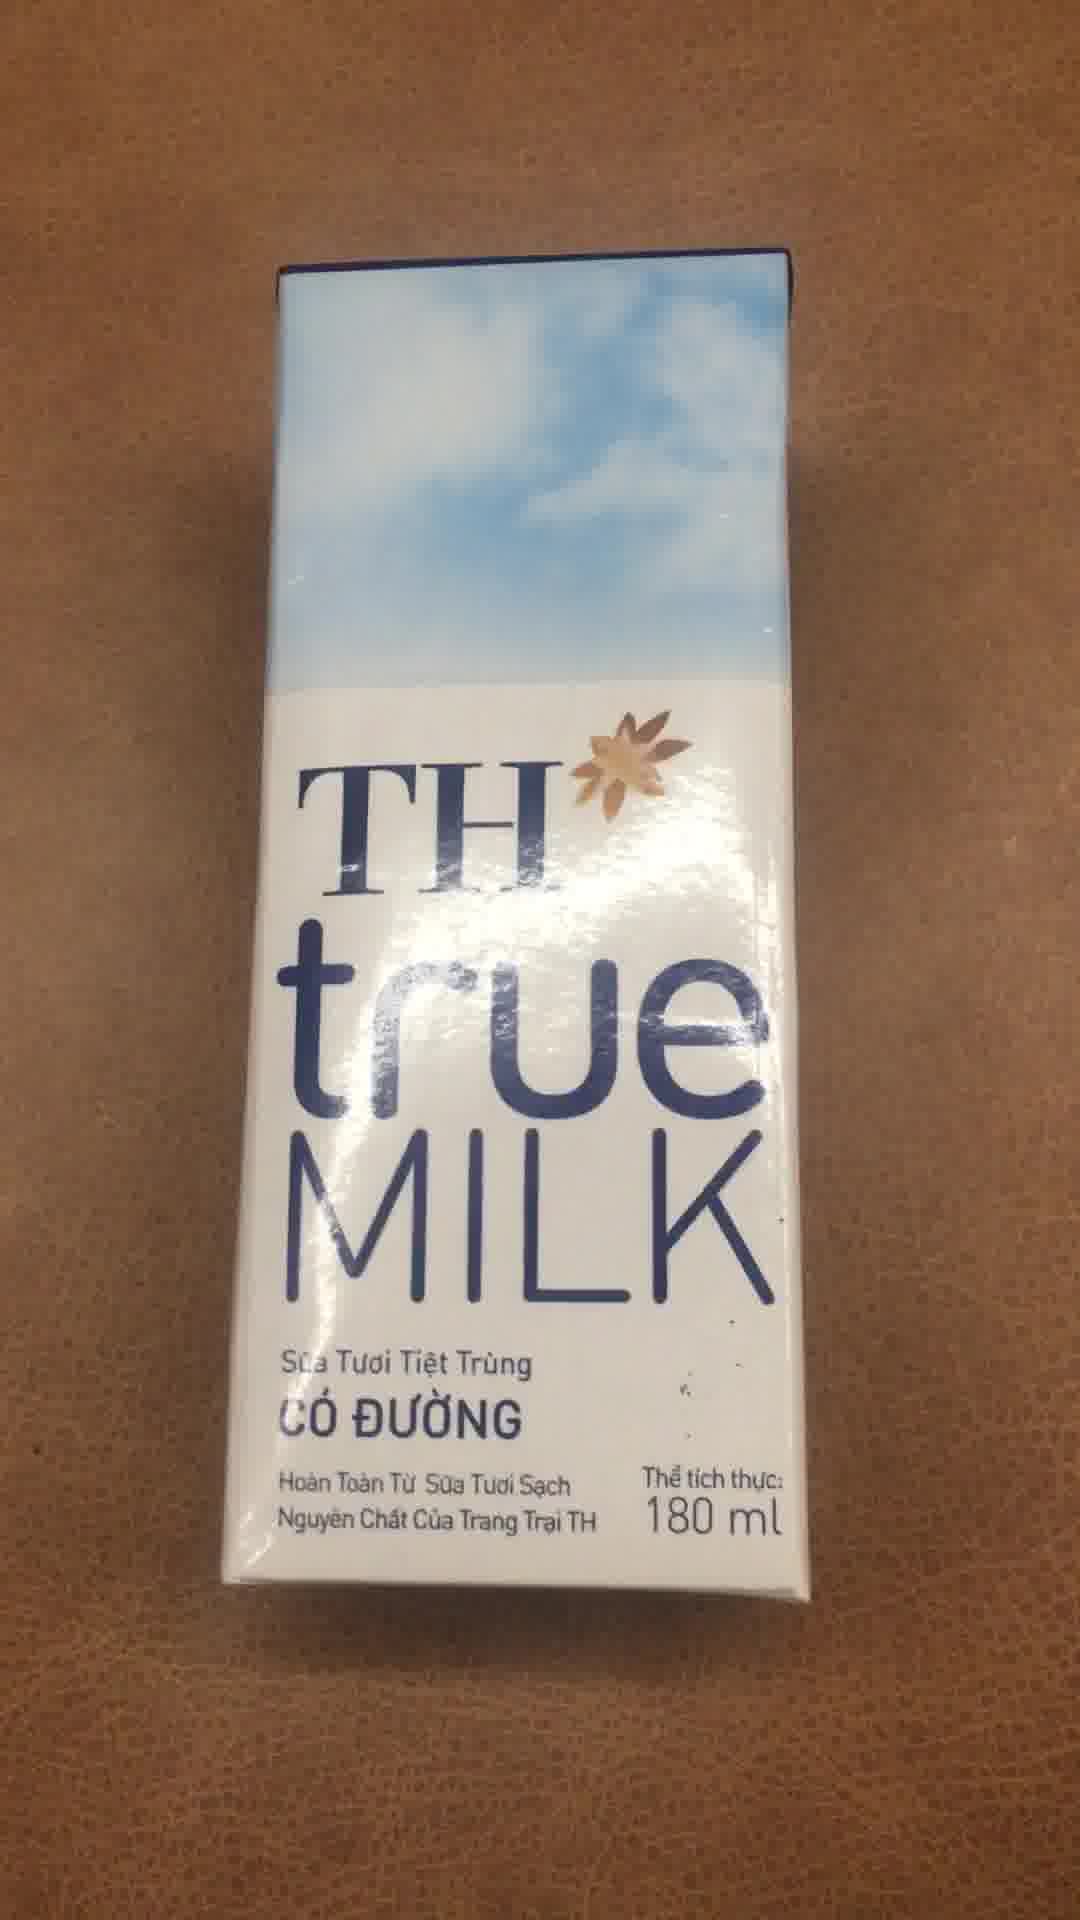 TH
true
MILK
Sữa Tươi Tiệt Trùng
CÓ ĐƯỜNG
Hoàn Toàn Từ Sữa Tươi Sạch
Nguyên Chất Của Trang Trại TH
Thể tích thực:
180 ml